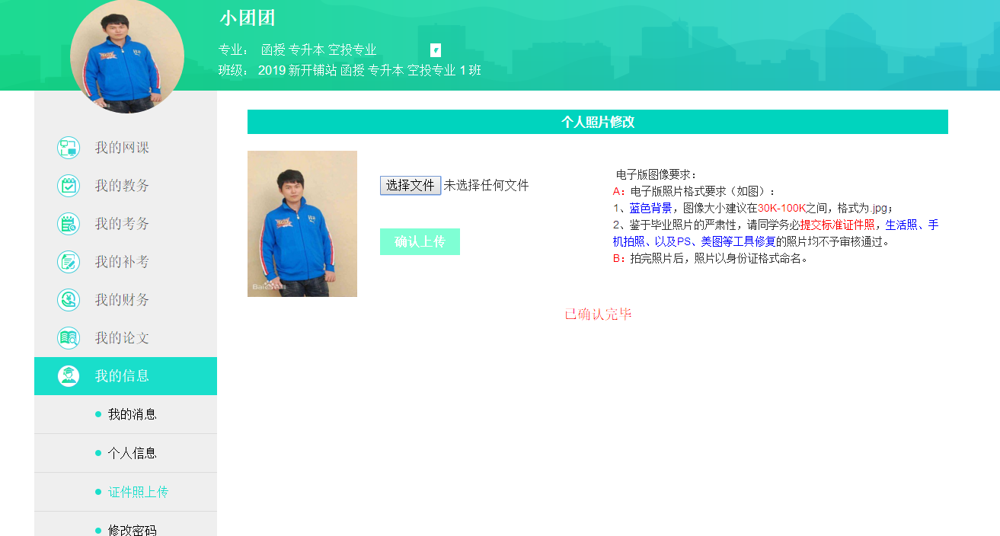 小团团
专业： 函授 专升本 空投专业
班级： 2019 新开铺站 函授 专升本 空投专业 1 班
我的网课
我的教务
我的考务
我的补考
我的财务
我的论文
我的信息
我的消息
个人信息
证件照上传
修改密码
个人照片修改
选择文件 未选择任何文件
确认上传
电子版图像要求：
A：电子版照片格式要求（如图）：
1、蓝色背景，图像大小建议在30K-100K之间，格式为.jpg；
2、鉴于毕业照片的严肃性，请同学务必提交标准证件照，生活照、手
机拍照、以及PS、美图等工具修复的照片均不予审核通过。
B：拍完照片后，照片以身份证格式命名。
已确认完毕